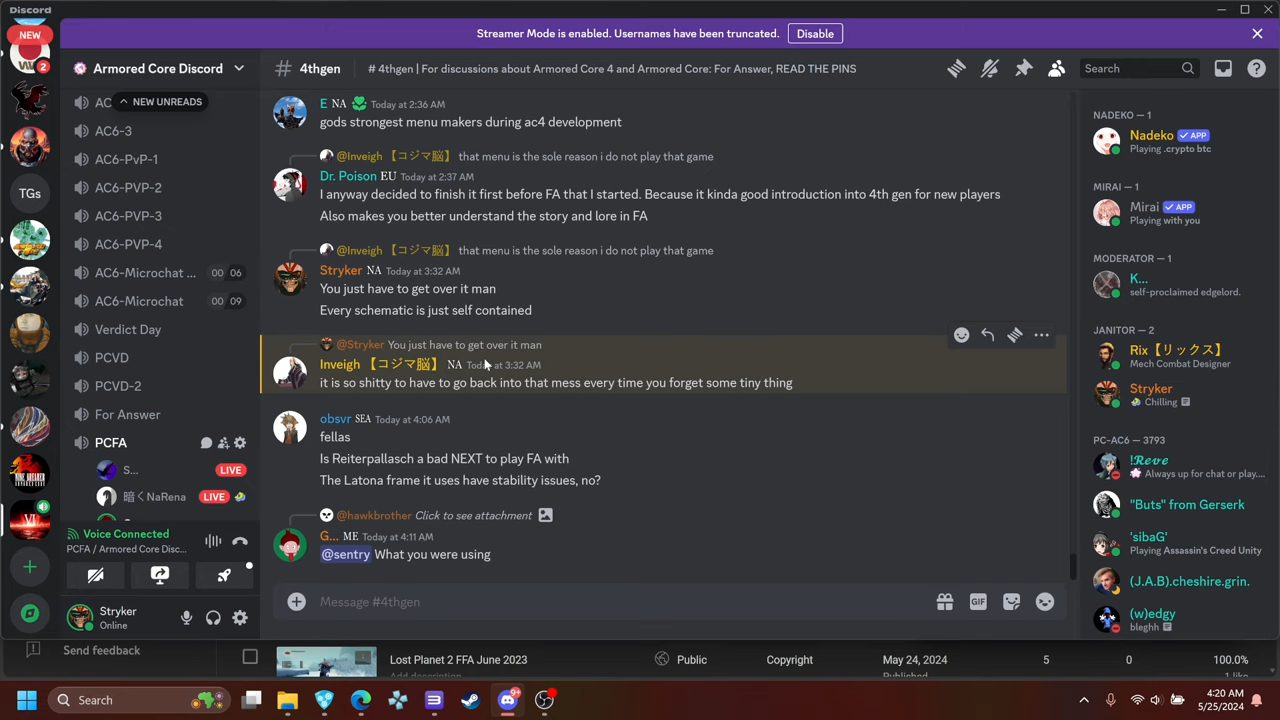 Discord
Streamer Mode is enabled. Usernames have been truncated.
Disable
NEW
2
TGs
VI
Armored Core Discord
NEW UNREADS
AC
AC6-3
AC6-PvP-1
AC6-PVP-2
AC6-PVP-3
AC6-PVP-4
AC6-Microchat ...
00 06
AC6-Microchat
00 09
Verdict Day
PCVD
PCVD-2
For Answer
PCFA
S...
LIVE
暗くNaRena
LIVE
Voice Connected
PCFA / Armored Core Disc...
Stryker
Online
# 4thgen
# 4thgen | For discussions about Armored Core 4 and Armored Core: For Answer, READ THE PINS
Search
E NA Today at 2:36 AM
gods strongest menu makers during ac4 development
@Inveigh 【コジマ脳】 that menu is the sole reason i do not play that game
Dr. Poison EU Today at 2:37 AM
I anyway decided to finish it first before FA that I started. Because it kinda good introduction into 4th gen for new players
Also makes you better understand the story and lore in FA
@Inveigh 【コジマ脳】 that menu is the sole reason i do not play that game
Stryker NA Today at 3:32 AM
You just have to get over it man
Every schematic is just self contained
@Stryker You just have to get over it man
Inveigh 【コジマ脳】 NA Today at 3:32 AM
it is so shitty to have to go back into that mess every time you forget some tiny thing
obsvr SEA Today at 4:06 AM
fellas
Is Reiterpallasch a bad NEXT to play FA with
The Latona frame it uses have stability issues, no?
@hawkbrother Click to see attachment
G... ME Today at 4:11 AM
@sentry What you were using
Message #4thgen
GIF
NADEKO — 1
Nadeko ✓ APP
Playing .crypto btc
MIRAI — 1
Mirai ✓ APP
Playing with you
MODERATOR — 1
K...
self-proclaimed edgelord.
JANITOR — 2
Rix【リックス】
Mech Combat Designer
Stryker
Chilling
PC-AC6 — 3793
!Reve
Always up for chat or play....
"Buts" from Gerserk
'sibaG'
Playing Assassin's Creed Unity
(J.A.B).cheshire.grin.
(w)edgy
bleghh
Send feedback
Lost Planet 2 FFA June 2023
Add description
Public
Copyright
May 24, 2024
Published
5
0
100.0%
1 like
Search
9+
4:20 AM
5/25/2024